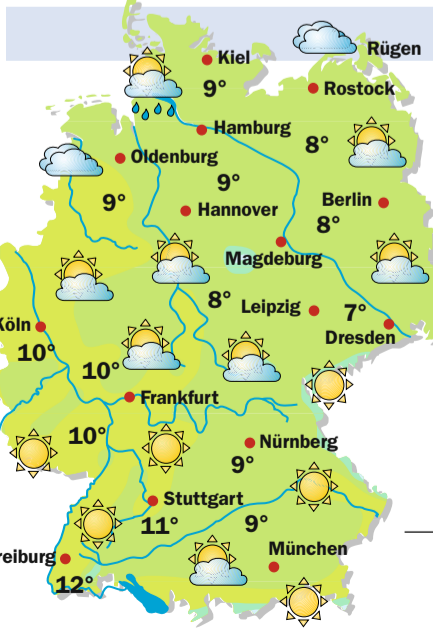 Kiel
Rügen
9°
Rostock
Hamburg
8°
Oldenburg
9°
9°
Berlin
Hannover
8°
Magdeburg
8°
Leipzig
7°
Köln
Dresden
10°
10°
Frankfurt
10°
Nürnberg
9°
Stuttgart
11°
9°
München
reiburg
12°